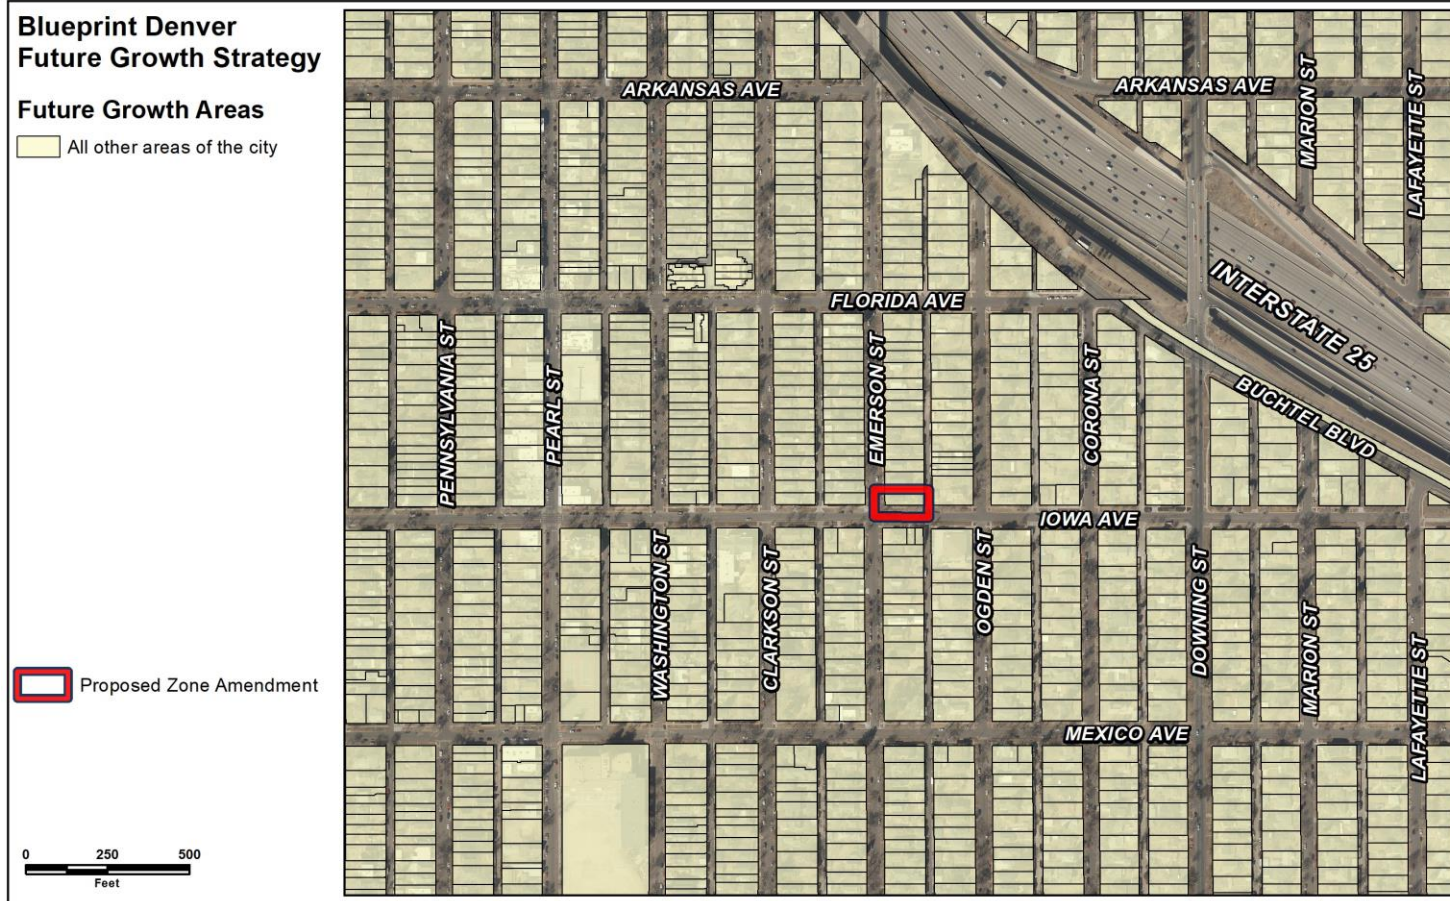 Blueprint Denver
Future Growth Strategy
Future Growth Areas
All other areas of the city
Proposed Zone Amendment
0 250 500
Feet
ARKANSAS AVE
ARKANSAS AVE
MARION ST
LAFAYETTE ST
FLORIDA AVE
INTERSTATE 25
BUCHTEL BLVD
PENNSYLVANIA ST
PEARL ST
EMERSON ST
CORONA ST
IOWA AVE
WASHINGTON ST
CLARKSON ST
OGDEN ST
DOWNING ST
MARION ST
LAFAYETTE ST
MEXICO AVE